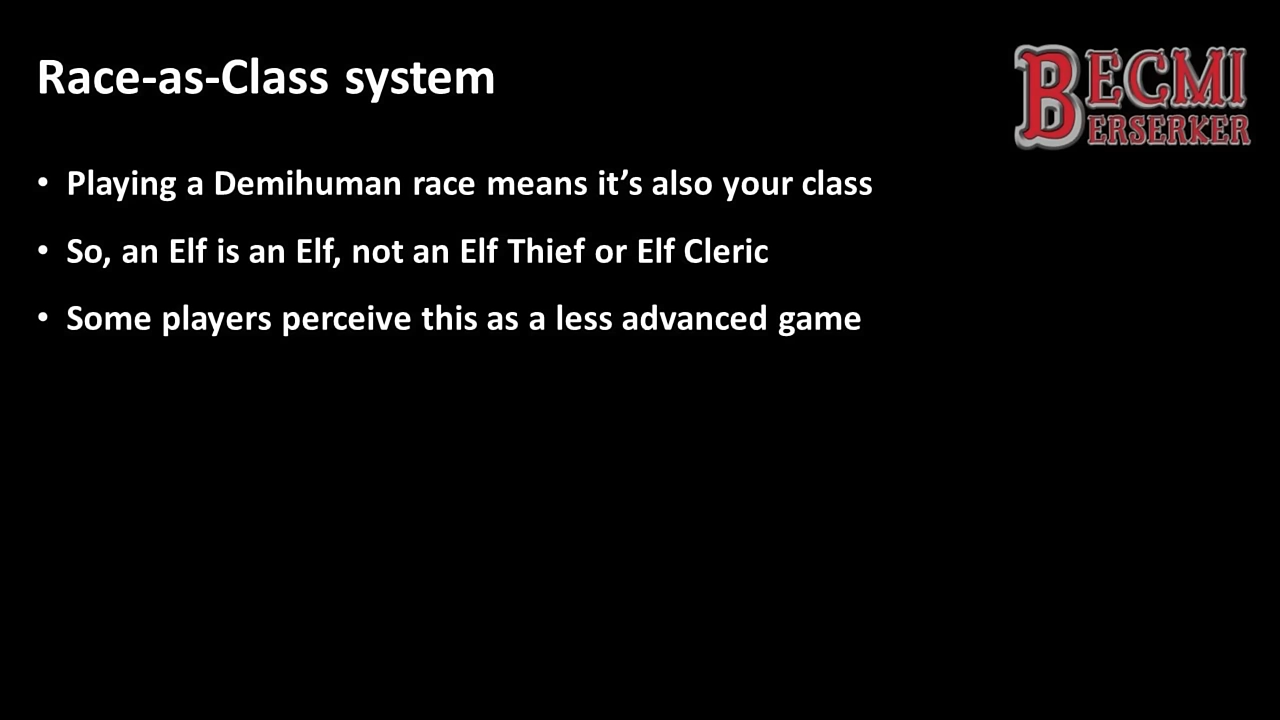 Race-as-Class system
BECMI
BERSERKER
• Playing a Demihuman race means it’s also your class
• So, an Elf is an Elf, not an Elf Thief or Elf Cleric
• Some players perceive this as a less advanced game